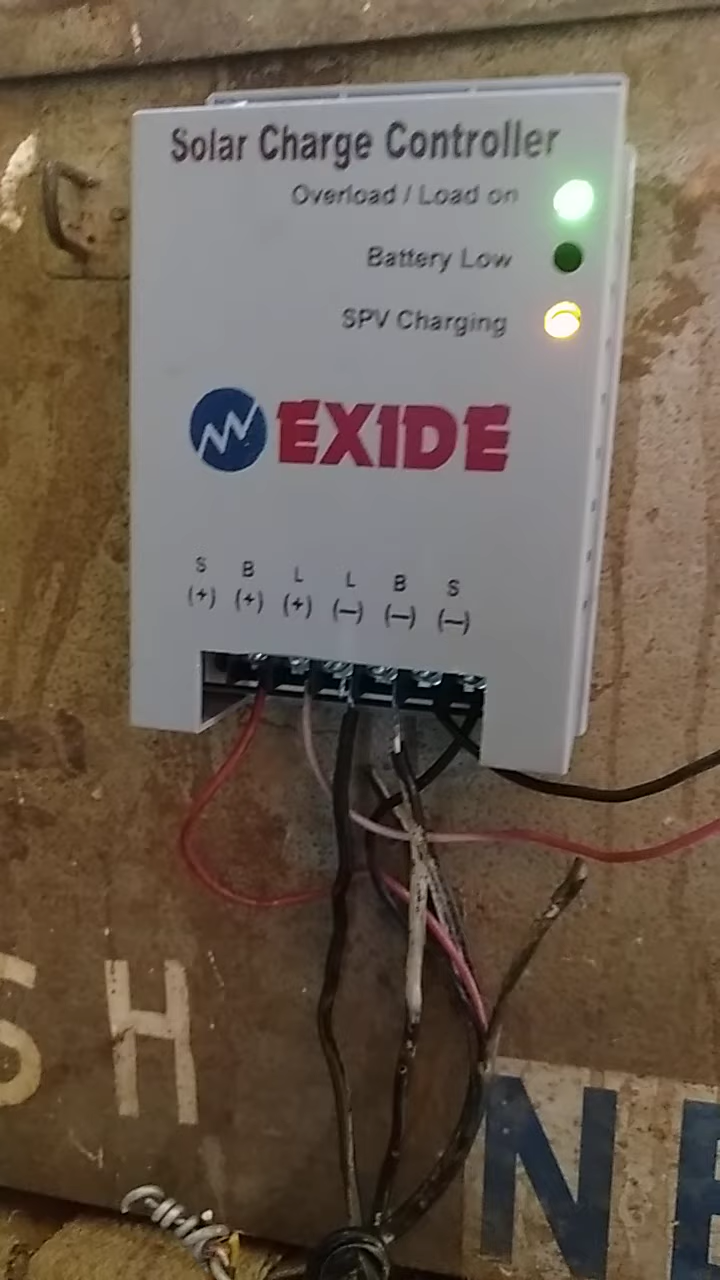 Solar Charge Controller
Overload / Load on
Battery Low
SPV Charging
EXIDE
S B L L B S
(+) (+) (+) (—) (—) (—)
SH
NE